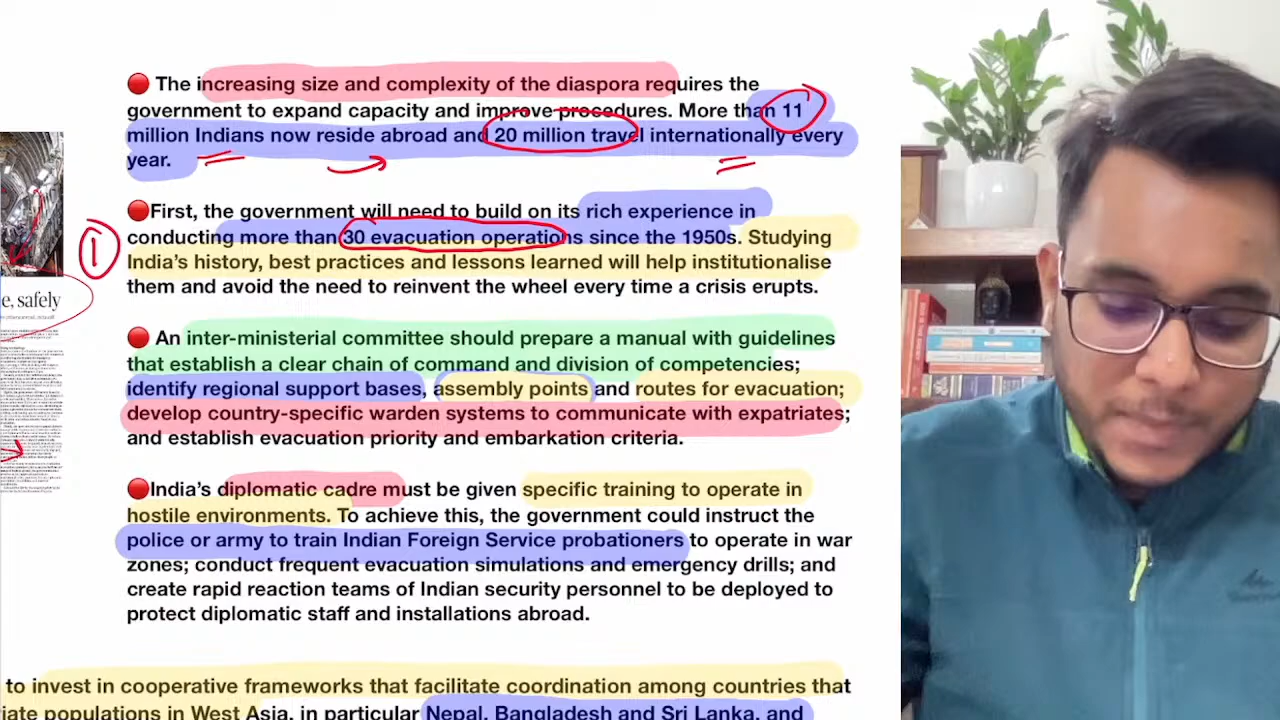 The increasing size and complexity of the diaspora requires the
government to expand capacity and improve procedures. More than 11
million Indians now reside abroad and 20 million travel internationally every
year.
First, the government will need to build on its rich experience in
conducting more than 30 evacuation operations since the 1950s. Studying
India's history, best practices and lessons learned will help institutionalise
them and avoid the need to reinvent the wheel every time a crisis erupts.
1
e, safely
An inter-ministerial committee should prepare a manual with guidelines
that establish a clear chain of command and division of competencies;
identify regional support bases, assembly points and routes for evacuation;
develop country-specific warden systems to communicate with expatriates;
and establish evacuation priority and embarkation criteria.
India's diplomatic cadre must be given specific training to operate in
hostile environments. To achieve this, the government could instruct the
police or army to train Indian Foreign Service probationers to operate in war
zones; conduct frequent evacuation simulations and emergency drills; and
create rapid reaction teams of Indian security personnel to be deployed to
protect diplomatic staff and installations abroad.
to invest in cooperative frameworks that facilitate coordination among countries that
iate populations in West Asia, in particular Nepal, Bangladesh and Sri Lanka, and